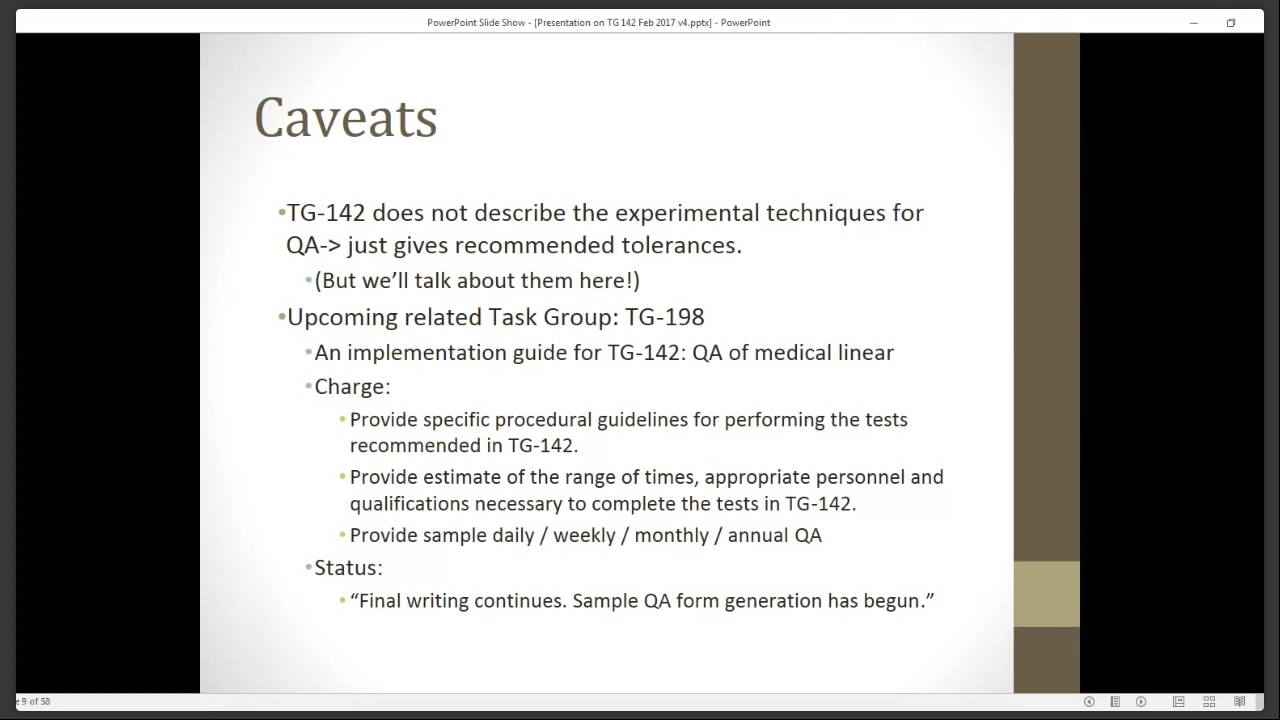 PowerPoint Slide Show - [Presentation on TG 142 Feb 2017 v4.pptx] - PowerPoint
Caveats
•TG-142 does not describe the experimental techniques for
QA-> just gives recommended tolerances.
•(But we'll talk about them here!)
•Upcoming related Task Group: TG-198
•An implementation guide for TG-142: QA of medical linear
•Charge:
•Provide specific procedural guidelines for performing the tests
recommended in TG-142.
•Provide estimate of the range of times, appropriate personnel and
qualifications necessary to complete the tests in TG-142.
•Provide sample daily / weekly / monthly / annual QA
•Status:
•“Final writing continues. Sample QA form generation has begun.”
e 9 of 58